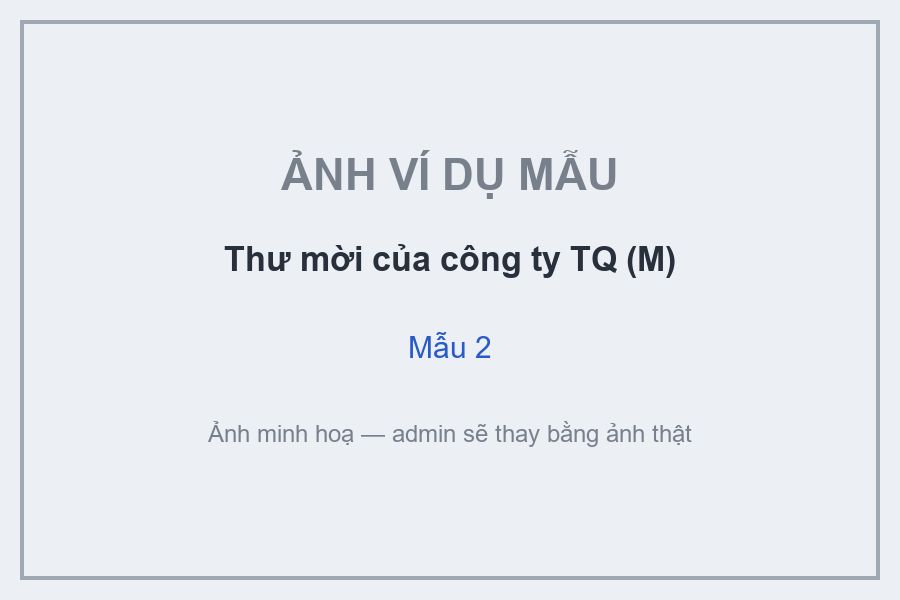 ẢNH VÍ DỤ MẪU
Thư mời của công ty TQ (M)
Mẫu 2
Ảnh minh hoạ — admin sẽ thay bằng ảnh thật